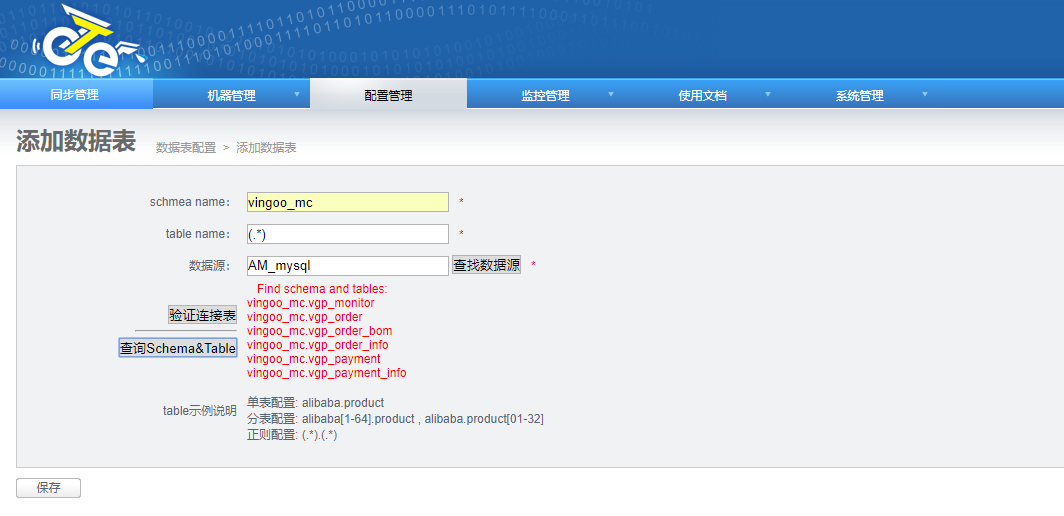 同步管理 机器管理 配置管理 监控管理 使用文档 系统管理
添加数据表 数据表配置 > 添加数据表
schmea name: vingoo_mc *
table name: (.*) *
数据源: AM_mysql 查找数据源 *
Find schema and tables:
vingoo_mc.vgp_monitor
验证连接表
vingoo_mc.vgp_order
vingoo_mc.vgp_order_bom
vingoo_mc.vgp_order_info
查询Schema&Table
vingoo_mc.vgp_payment
vingoo_mc.vgp_payment_info
table示例说明
单表配置: alibaba.product
分表配置: alibaba[1-64].product , alibaba.product[01-32]
正则配置: (.*).(.*)
保存